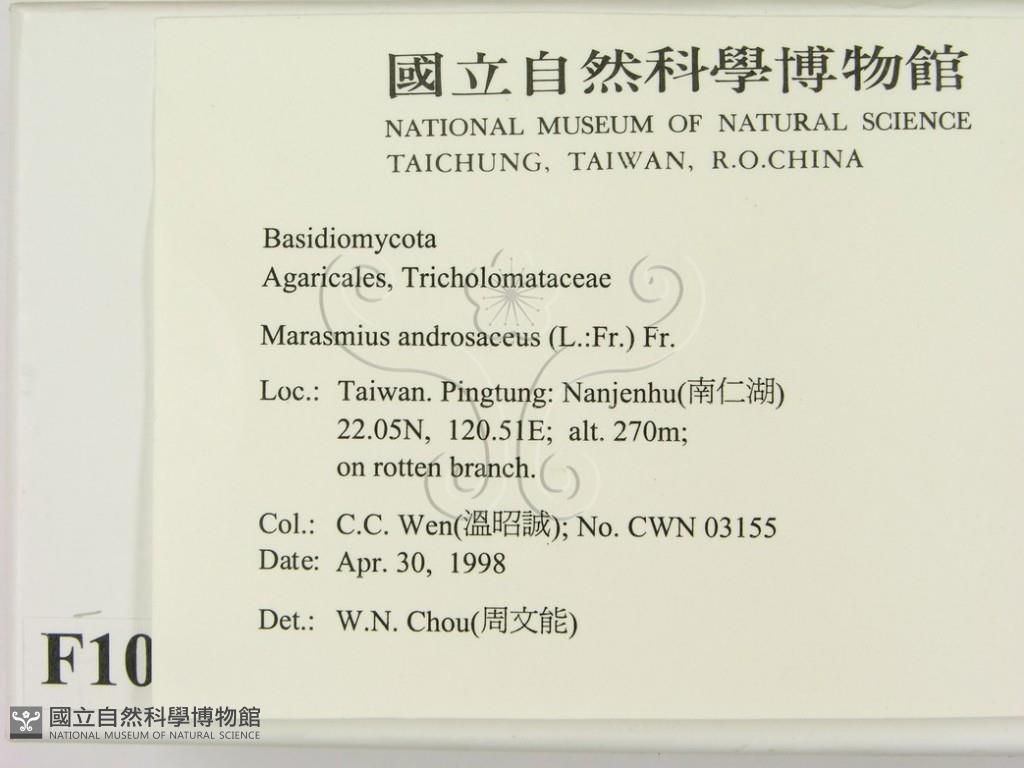 國立自然科學博物館
NATIONAL MUSEUM OF NATURAL SCIENCE
TAICHUNG, TAIWAN, R.O.CHINA
Basidiomycota
Agaricales, Tricholomataceae
Marasmius androsaceus (L.:Fr.) Fr.
Loc.: Taiwan. Pingtung: Nanjenhu(南仁湖)
22.05N, 120.51E; alt. 270m;
on rotten branch.
Col.: C.C. Wen(溫昭誠); No. CWN 03155
Date: Apr. 30, 1998
Det.: W.N. Chou(周文能)
F10
國立自然科學博物館
NATIONAL MUSEUM OF NATURAL SCIENCE